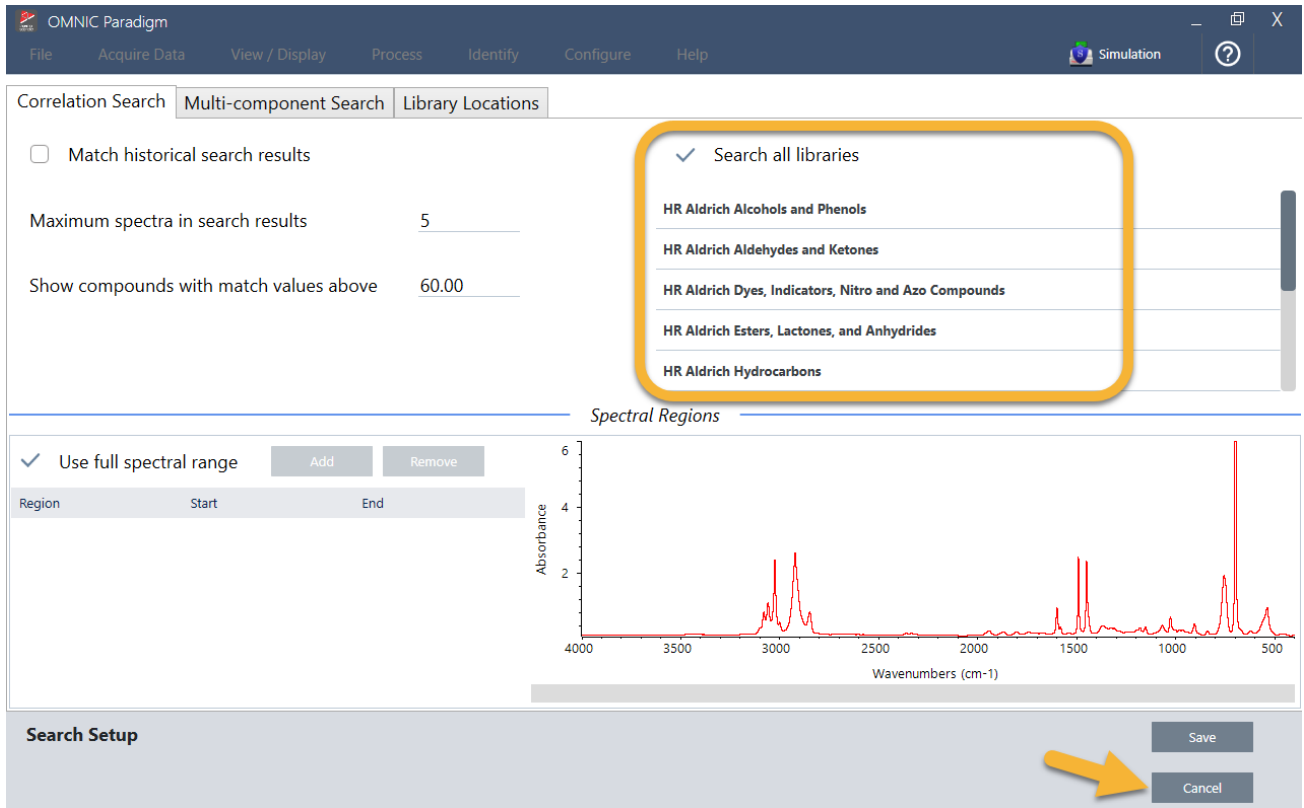 OMNIC Paradigm
File Acquire Data View / Display Process Identify Configure Help Simulation
Correlation Search Multi-component Search Library Locations
Match historical search results
Search all libraries
Maximum spectra in search results 5
Show compounds with match values above 60.00
HR Aldrich Alcohols and Phenols
HR Aldrich Aldehydes and Ketones
HR Aldrich Dyes, Indicators, Nitro and Azo Compounds
HR Aldrich Esters, Lactones, and Anhydrides
HR Aldrich Hydrocarbons
Spectral Regions
Use full spectral range Add Remove
Region Start End
Absorbance
6
4
2
4000 3500 3000 2500 2000 1500 1000 500
Wavenumbers (cm-1)
Search Setup
Save
Cancel